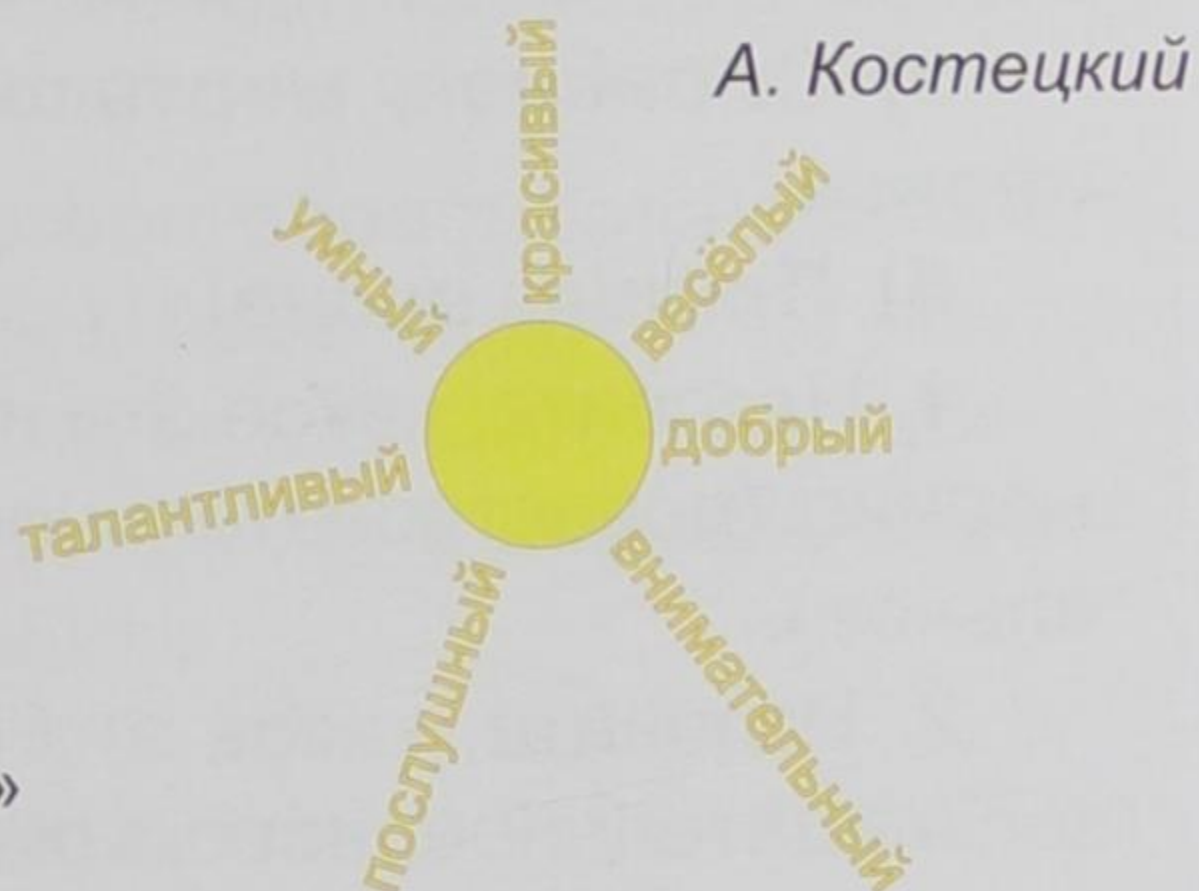 А. Костецкий
красивый
весёлый
умный
добрый
талантливый
внимательный
послушный
»